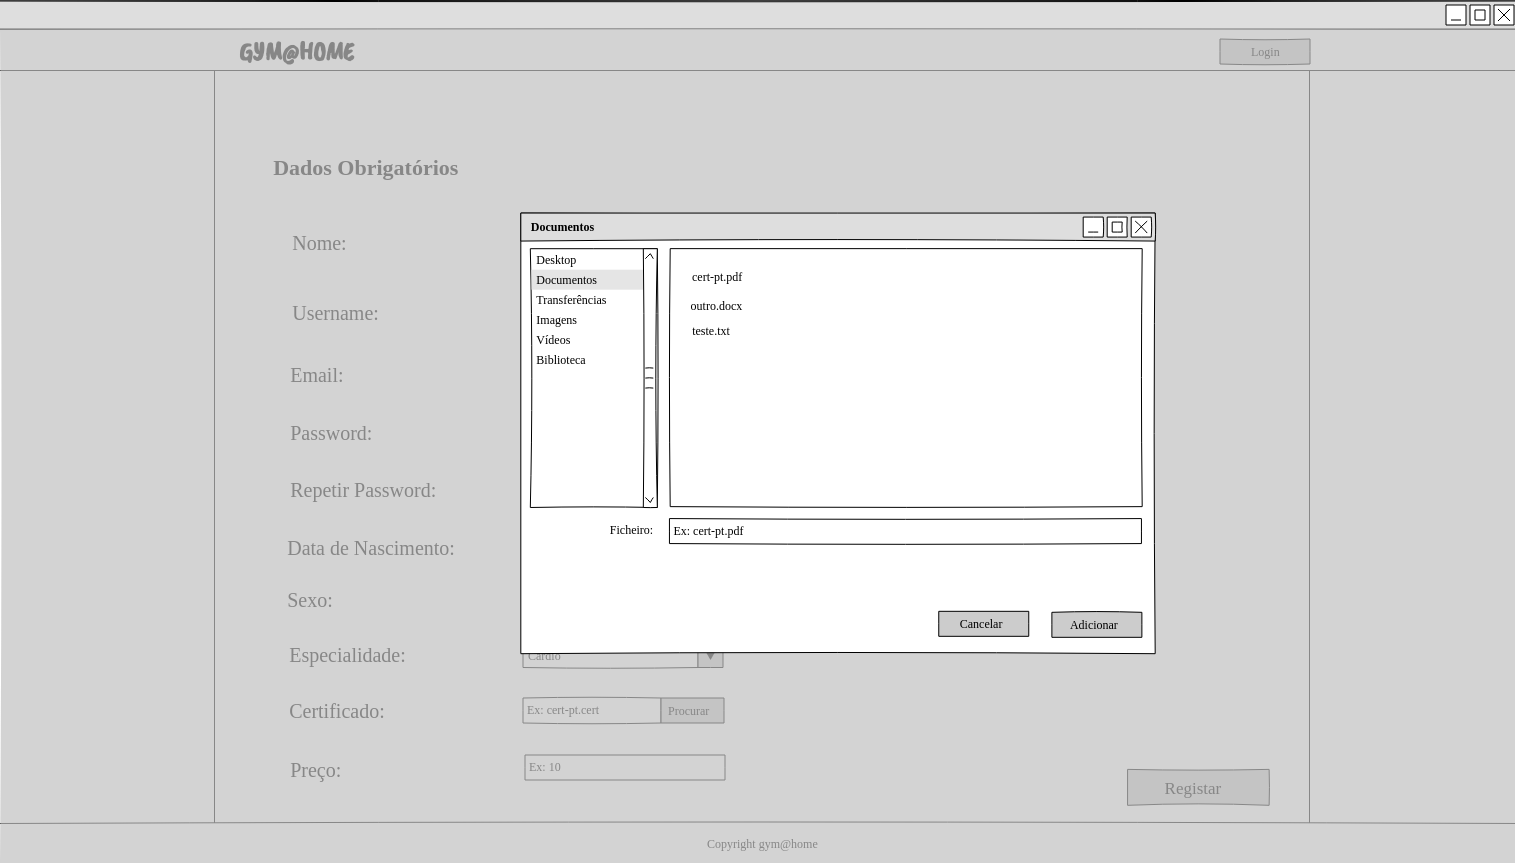 GYM@HOME
Login
Dados Obrigatórios
Nome:
Username:
Email:
Password:
Repetir Password:
Data de Nascimento:
Sexo:
Especialidade:
Cardio
Certificado:
Ex: cert-pt.cert
Procurar
Preço:
Ex: 10
Registar
Documentos
Desktop
Documentos
Transferências
Imagens
Vídeos
Biblioteca
cert-pt.pdf
outro.docx
teste.txt
Ficheiro:
Ex: cert-pt.pdf
Cancelar
Adicionar
Copyright gym@home